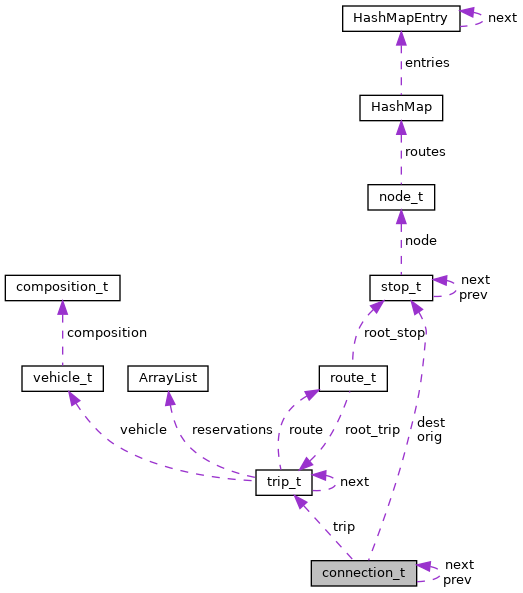 HashMapEntry
next
entries
HashMap
routes
node_t
node
composition_t
stop_t
next
prev
composition
root_stop
vehicle_t
ArrayList
route_t
vehicle
reservations
route
root_trip
dest
orig
trip_t
next
trip
connection_t
next
prev